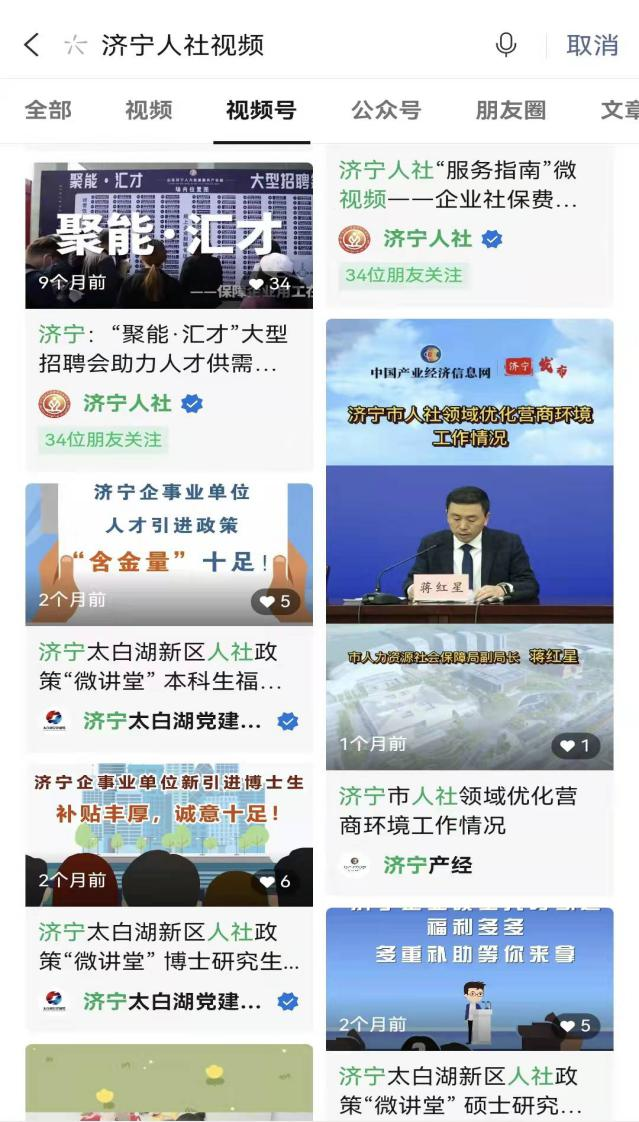 济宁人社视频
取消
全部
视频
视频号
公众号
朋友圈
文章
聚能·汇才
大型招聘
聚能·汇才
9个月前
34
——保障企业用工在
济宁：“聚能·汇才”大型
招聘会助力人才供需...
济宁人社
34位朋友关注
济宁企事业单位
人才引进政策
“含金量” 十足！
2个月前
5
济宁太白湖新区人社政
策“微讲堂” 本科生福...
济宁太白湖党建...
济宁企事业单位新引进博士生
补贴丰厚，诚意十足！
2个月前
6
济宁太白湖新区人社政
策“微讲堂” 博士研究生...
济宁太白湖党建...
济宁人社“服务指南”微
视频——企业社保费...
济宁人社
34位朋友关注
中国产业经济信息网
济宁发布
济宁市人社领域优化营商环境
工作情况
蒋红星
市人力资源社会保障局副局长 蒋红星
1个月前
1
济宁市人社领域优化营
商环境工作情况
济宁产经
福利多多
多重补助等你来拿
2个月前
5
济宁太白湖新区人社政
策“微讲堂” 硕士研究...